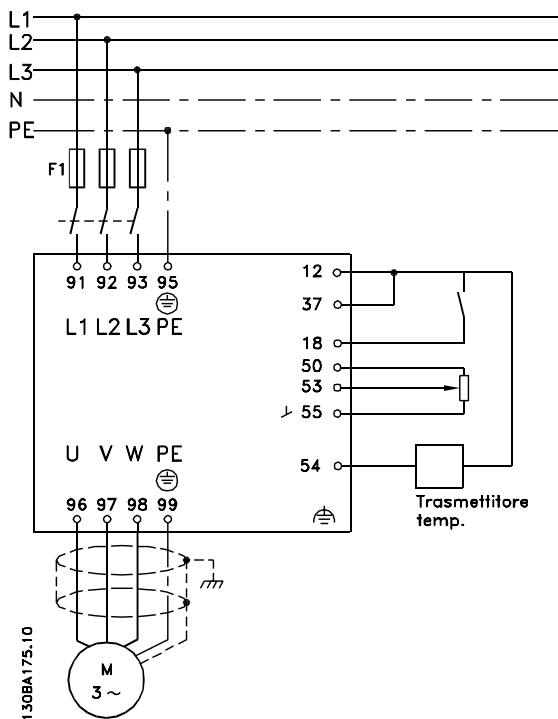 L1
L2
L3
N
PE
F1
91 92 93 95
L1 L2 L3 PE
12
37
18
50
53
55
54
U V W PE
96 97 98 99
Trasmettitore
temp.
M
3 ~
130BA175.10